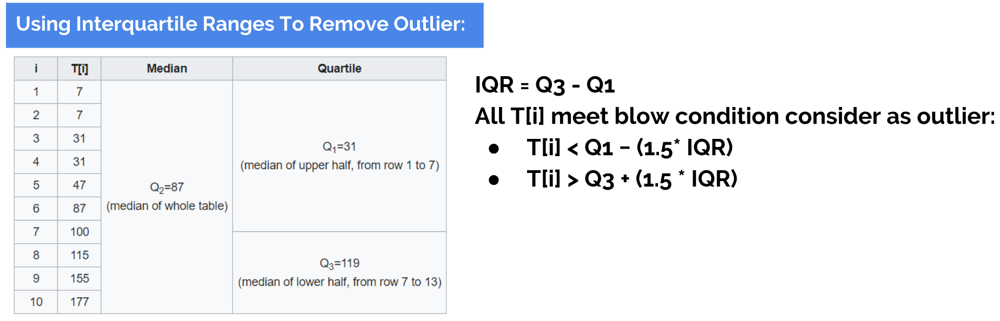 Using Interquartile Ranges To Remove Outlier:
i T[i] Median Quartile
1 7
2 7
3 31
4 31
5 47
6 87
7 100
8 115
9 155
10 177
Q2=87
(median of whole table)
Q1=31
(median of upper half, from row 1 to 7)
Q3=119
(median of lower half, from row 7 to 13)
IQR = Q3 - Q1
All T[i] meet blow condition consider as outlier:
● T[i] < Q1 – (1.5* IQR)
● T[i] > Q3 + (1.5 * IQR)